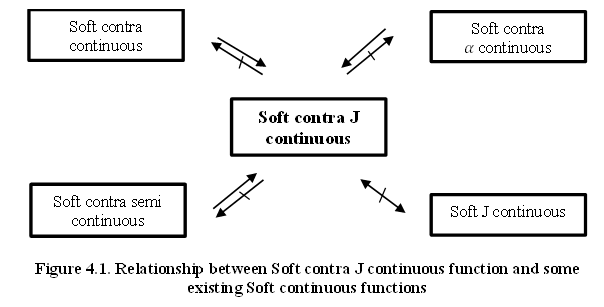 Soft contra
continuous
Soft contra
α continuous
Soft contra J
continuous
Soft contra semi
continuous
Soft J continuous
Figure 4.1. Relationship between Soft contra J continuous function and some
existing Soft continuous functions